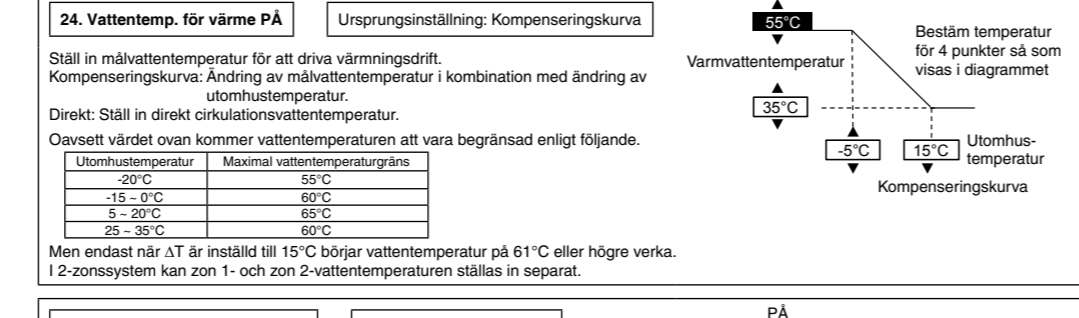 24. Vattentemp. för värme PÅ
Ursprungsinställning: Kompenseringskurva
Ställ in målvattentemperatur för att driva värmningsdrift.
Kompenseringskurva: Ändring av målvattentemperatur i kombination med ändring av
utomhustemperatur.
Direkt: Ställ in direkt cirkulationsvattentemperatur.
Oavsett värdet ovan kommer vattentemperaturen att vara begränsad enligt följande.
Utomhustemperatur Maximal vattentemperaturgräns
-20°C 55°C
-15 ~ 0°C 60°C
5 ~ 20°C 65°C
25 ~ 35°C 60°C
Men endast när ΔT är inställd till 15°C börjar vattentemperatur på 61°C eller högre verka.
I 2-zonssystem kan zon 1- och zon 2-vattentemperaturen ställas in separat.
55°C
Varmvattentemperatur
35°C
-5°C
15°C
Utomhus-
temperatur
Kompenseringskurva
Bestäm temperatur
för 4 punkter så som
visas i diagrammet
PÅ